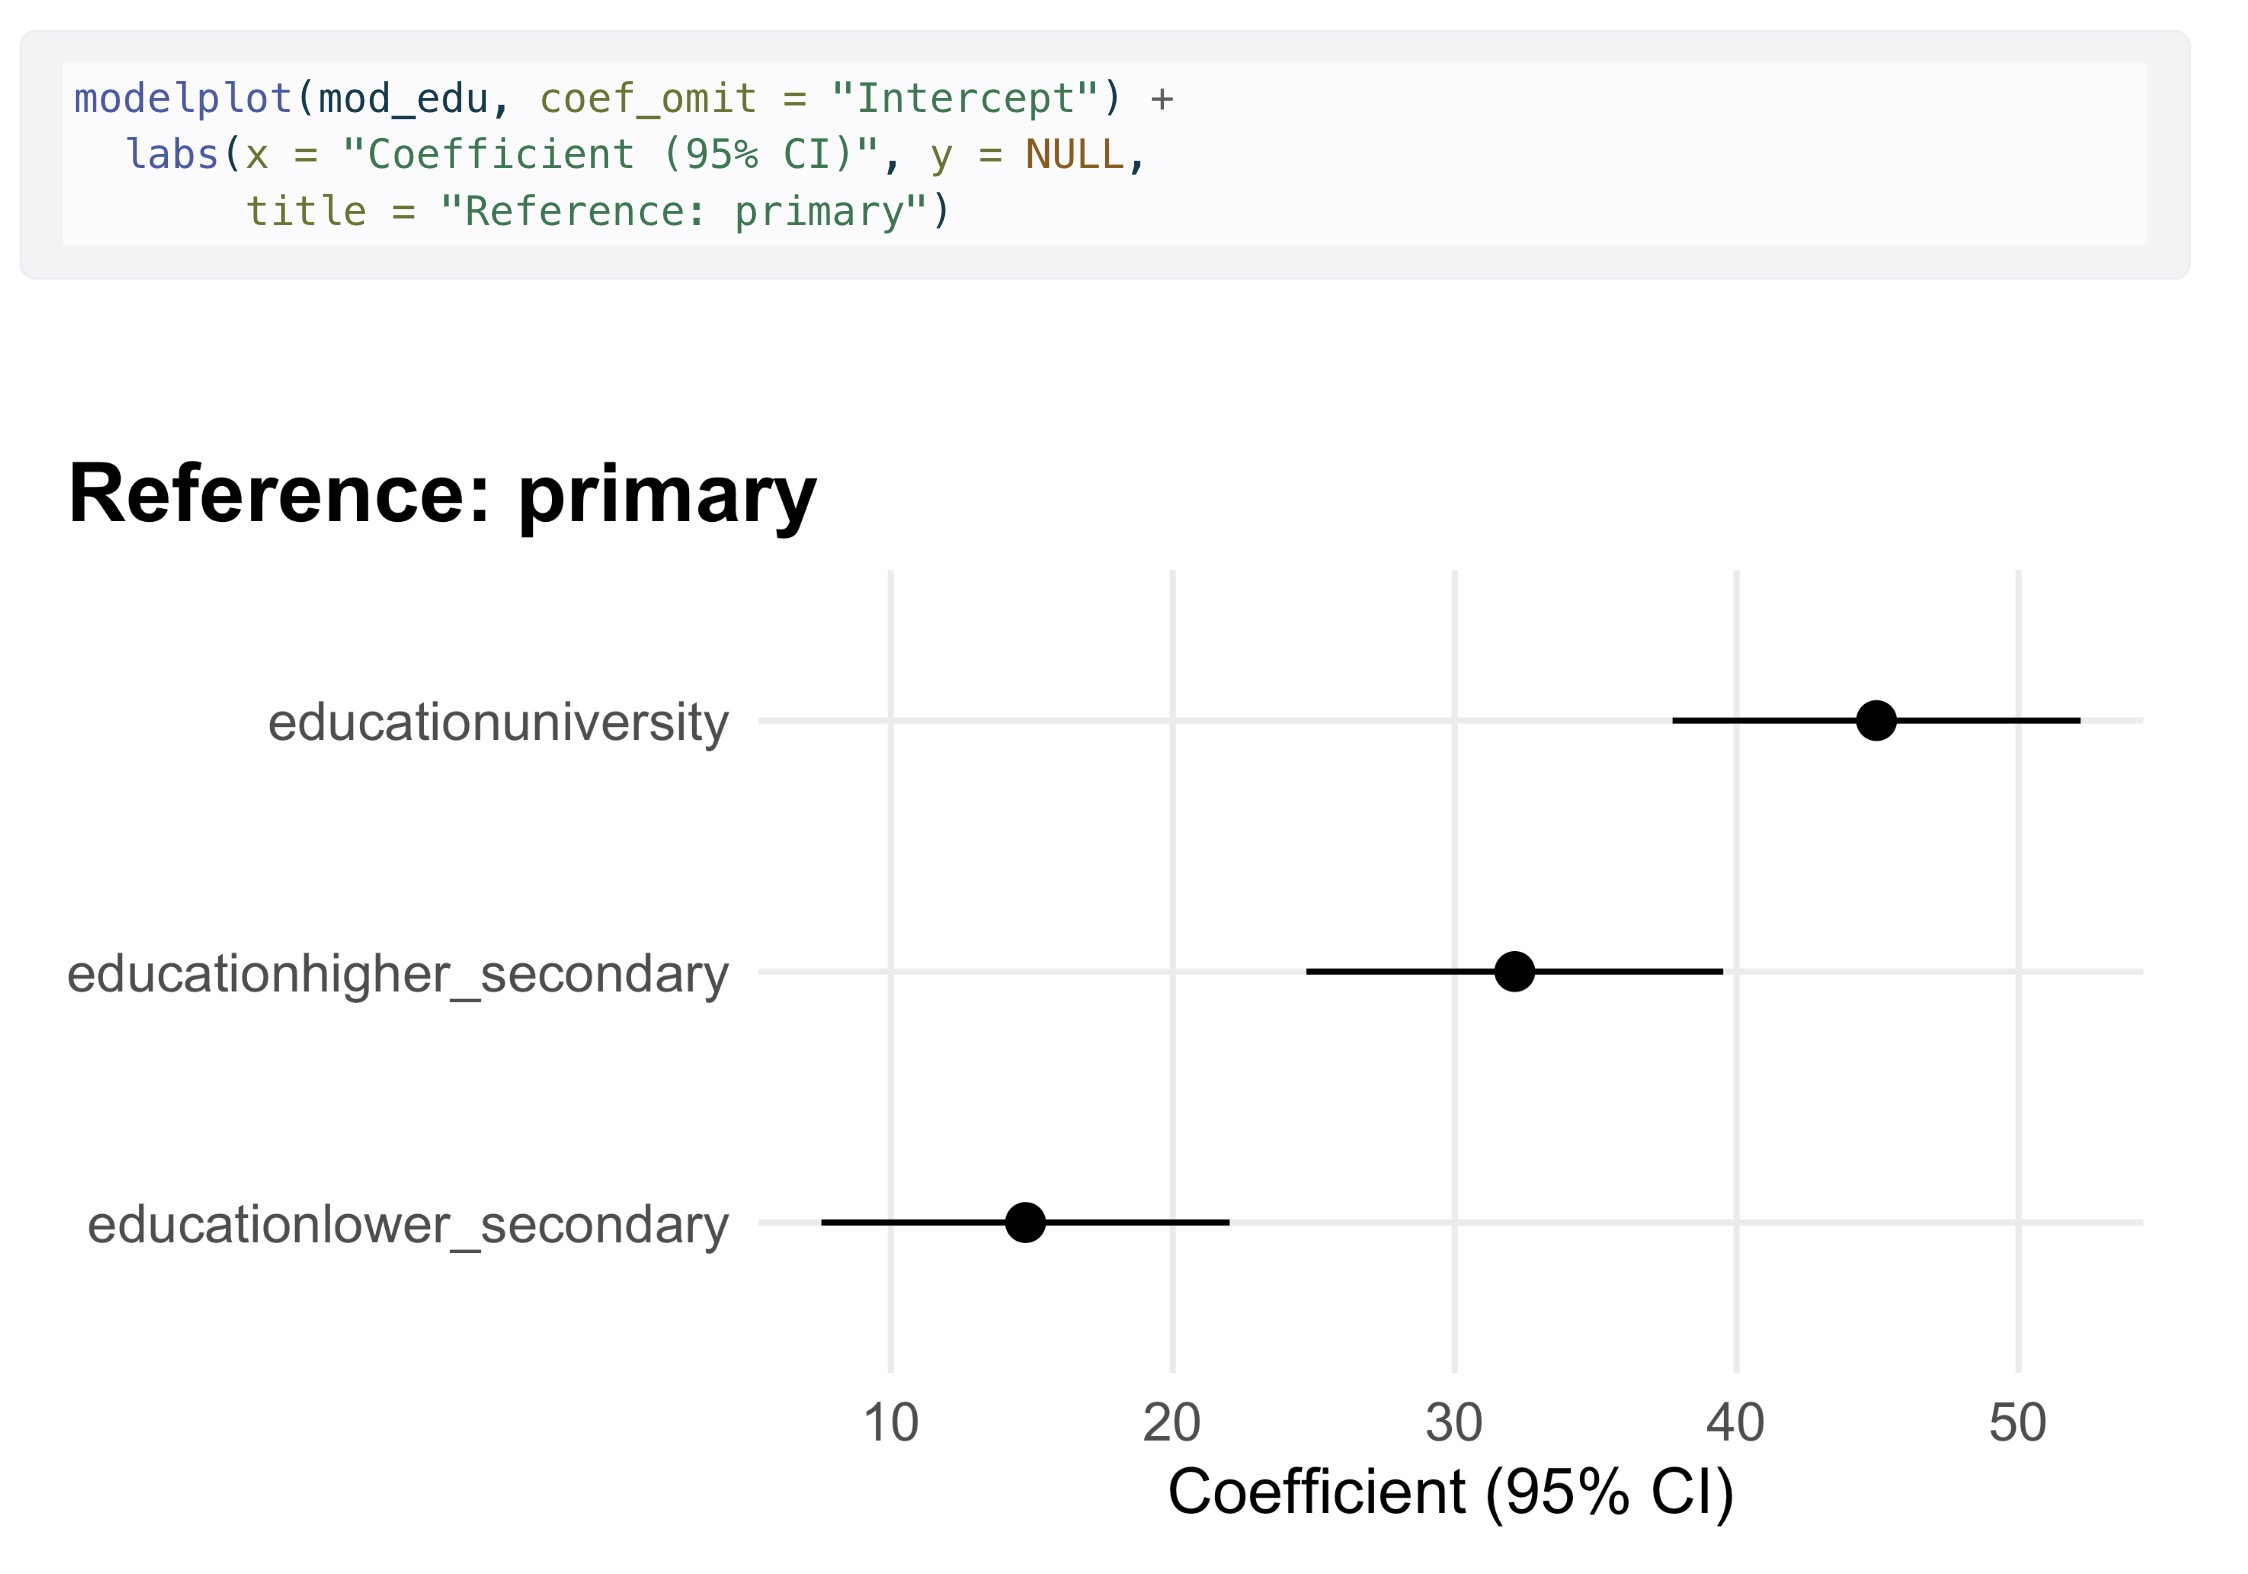 modelplot(mod_edu, coef_omit = "Intercept") +
  labs(x = "Coefficient (95% CI)", y = NULL,
       title = "Reference: primary")
Reference: primary
educationuniversity
educationhigher_secondary
educationlower_secondary
10 20 30 40 50
Coefficient (95% CI)